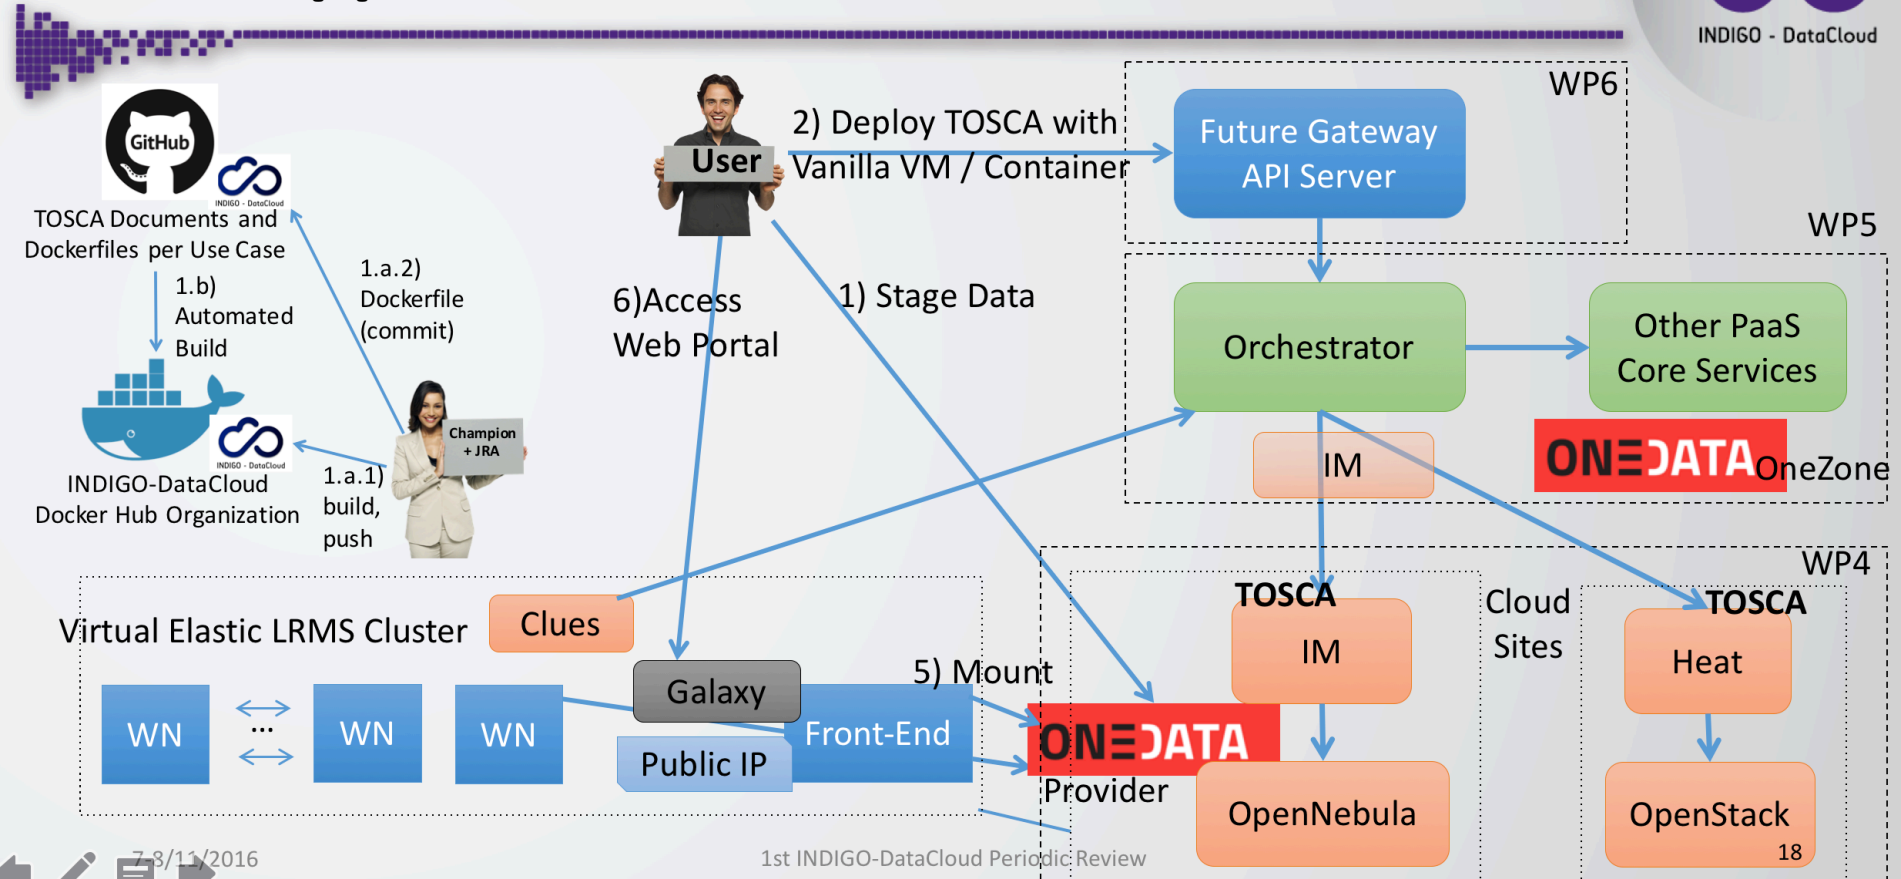 INDIGO - DataCloud
WP6
GitHub
User
2) Deploy TOSCA with
Vanilla VM / Container
Future Gateway
API Server
INDIGO - DataCloud
TOSCA Documents and
Dockerfiles per Use Case
WP5
1.b)
Automated
Build
1.a.2)
Dockerfile
(commit)
6)Access
Web Portal
1) Stage Data
Orchestrator
Other PaaS
Core Services
Champion
+ JRA
INDIGO - DataCloud
INDIGO-DataCloud
Docker Hub Organization
1.a.1)
build,
push
IM
ONEDATA
OneZone
WP4
Virtual Elastic LRMS Cluster
Clues
TOSCA
IM
Cloud
Sites
TOSCA
Heat
5) Mount
Galaxy
WN
...
WN
WN
Front-End
Public IP
ONEDATA
Provider
OpenNebula
OpenStack
7-8/11/2016
1st INDIGO-DataCloud Periodic Review
18